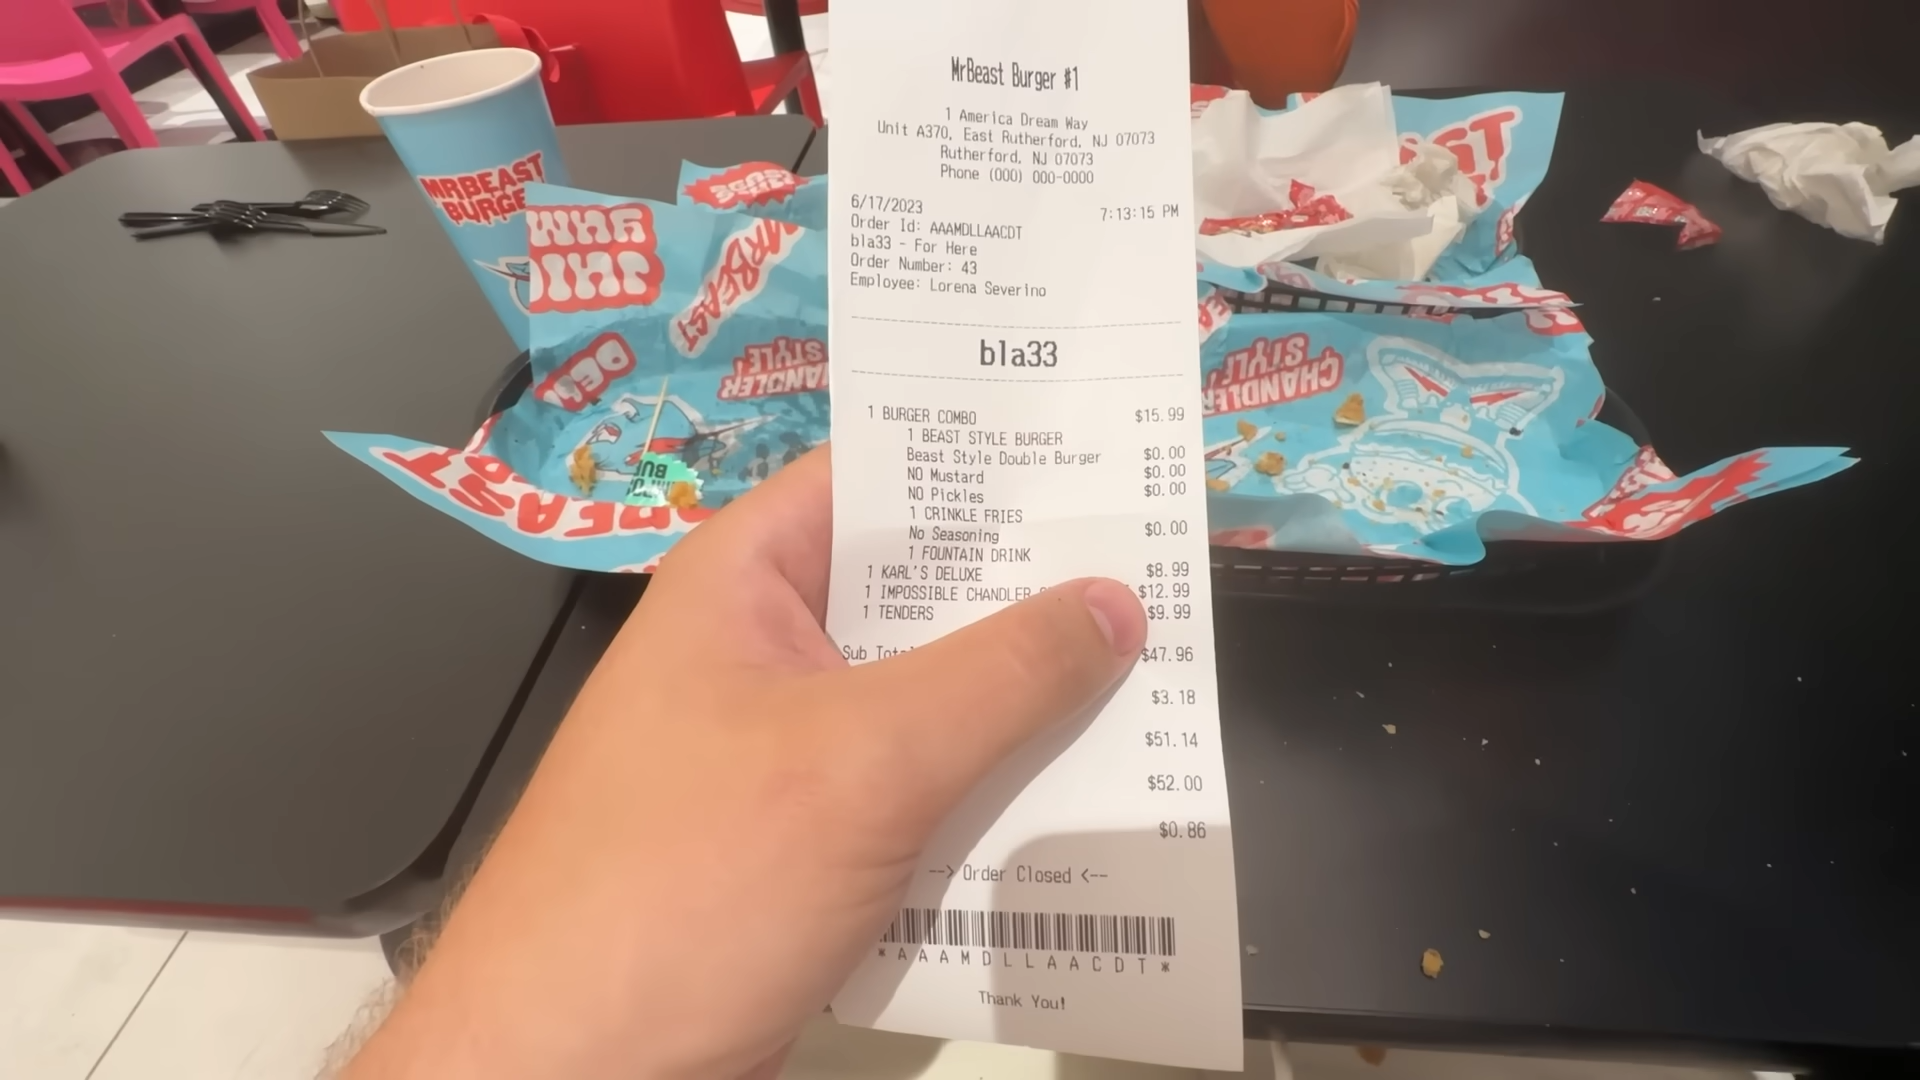 MrBeast Burger #1
1 America Dream Way
Unit A370, East Rutherford, NJ 07073
Rutherford, NJ 07073
Phone (000) 000-0000
6/17/2023 7:13:15 PM
Order Id: AAAMDLLAACDT
bla33 - For Here
Order Number: 43
Employee: Lorena Severino
bla33
1 BURGER COMBO $15.99
1 BEAST STYLE BURGER
Beast Style Double Burger $0.00
NO Mustard $0.00
NO Pickles $0.00
1 CRINKLE FRIES
No Seasoning $0.00
1 FOUNTAIN DRINK
1 KARL'S DELUXE $8.99
1 IMPOSSIBLE CHANDLER $12.99
1 TENDERS $9.99
Sub $47.96
$3.18
$51.14
$52.00
$0.86
--> Order Closed <--
*AAAMDLLAACDT*
Thank You!
MRBEAST
BURGER
MRBEAST
CHANDLER
STYLE
CHANDLER
STYLE